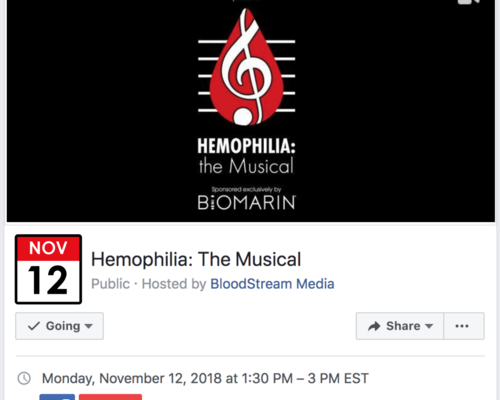 HEMOPHILIA:
the Musical
Sponsored exclusively by
BIOMARIN
NOV
12
Hemophilia: The Musical
Public · Hosted by BloodStream Media
Going
Share
Monday, November 12, 2018 at 1:30 PM – 3 PM EST